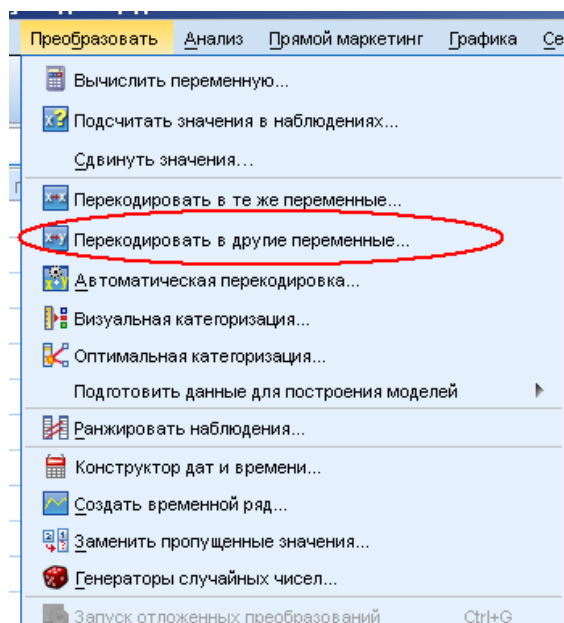 Преобразовать Анализ Прямой маркетинг Графика
Вычислить переменную...
Подсчитать значения в наблюдениях...
Сдвинуть значения...
Перекодировать в те же переменные...
Перекодировать в другие переменные...
Автоматическая перекодировка...
Визуальная категоризация...
Оптимальная категоризация...
Подготовить данные для построения моделей
Ранжировать наблюдения...
Конструктор дат и времени...
Создать временной ряд...
Заменить пропущенные значения...
Генераторы случайных чисел...
Запуск отложенных преобразований Ctrl+G